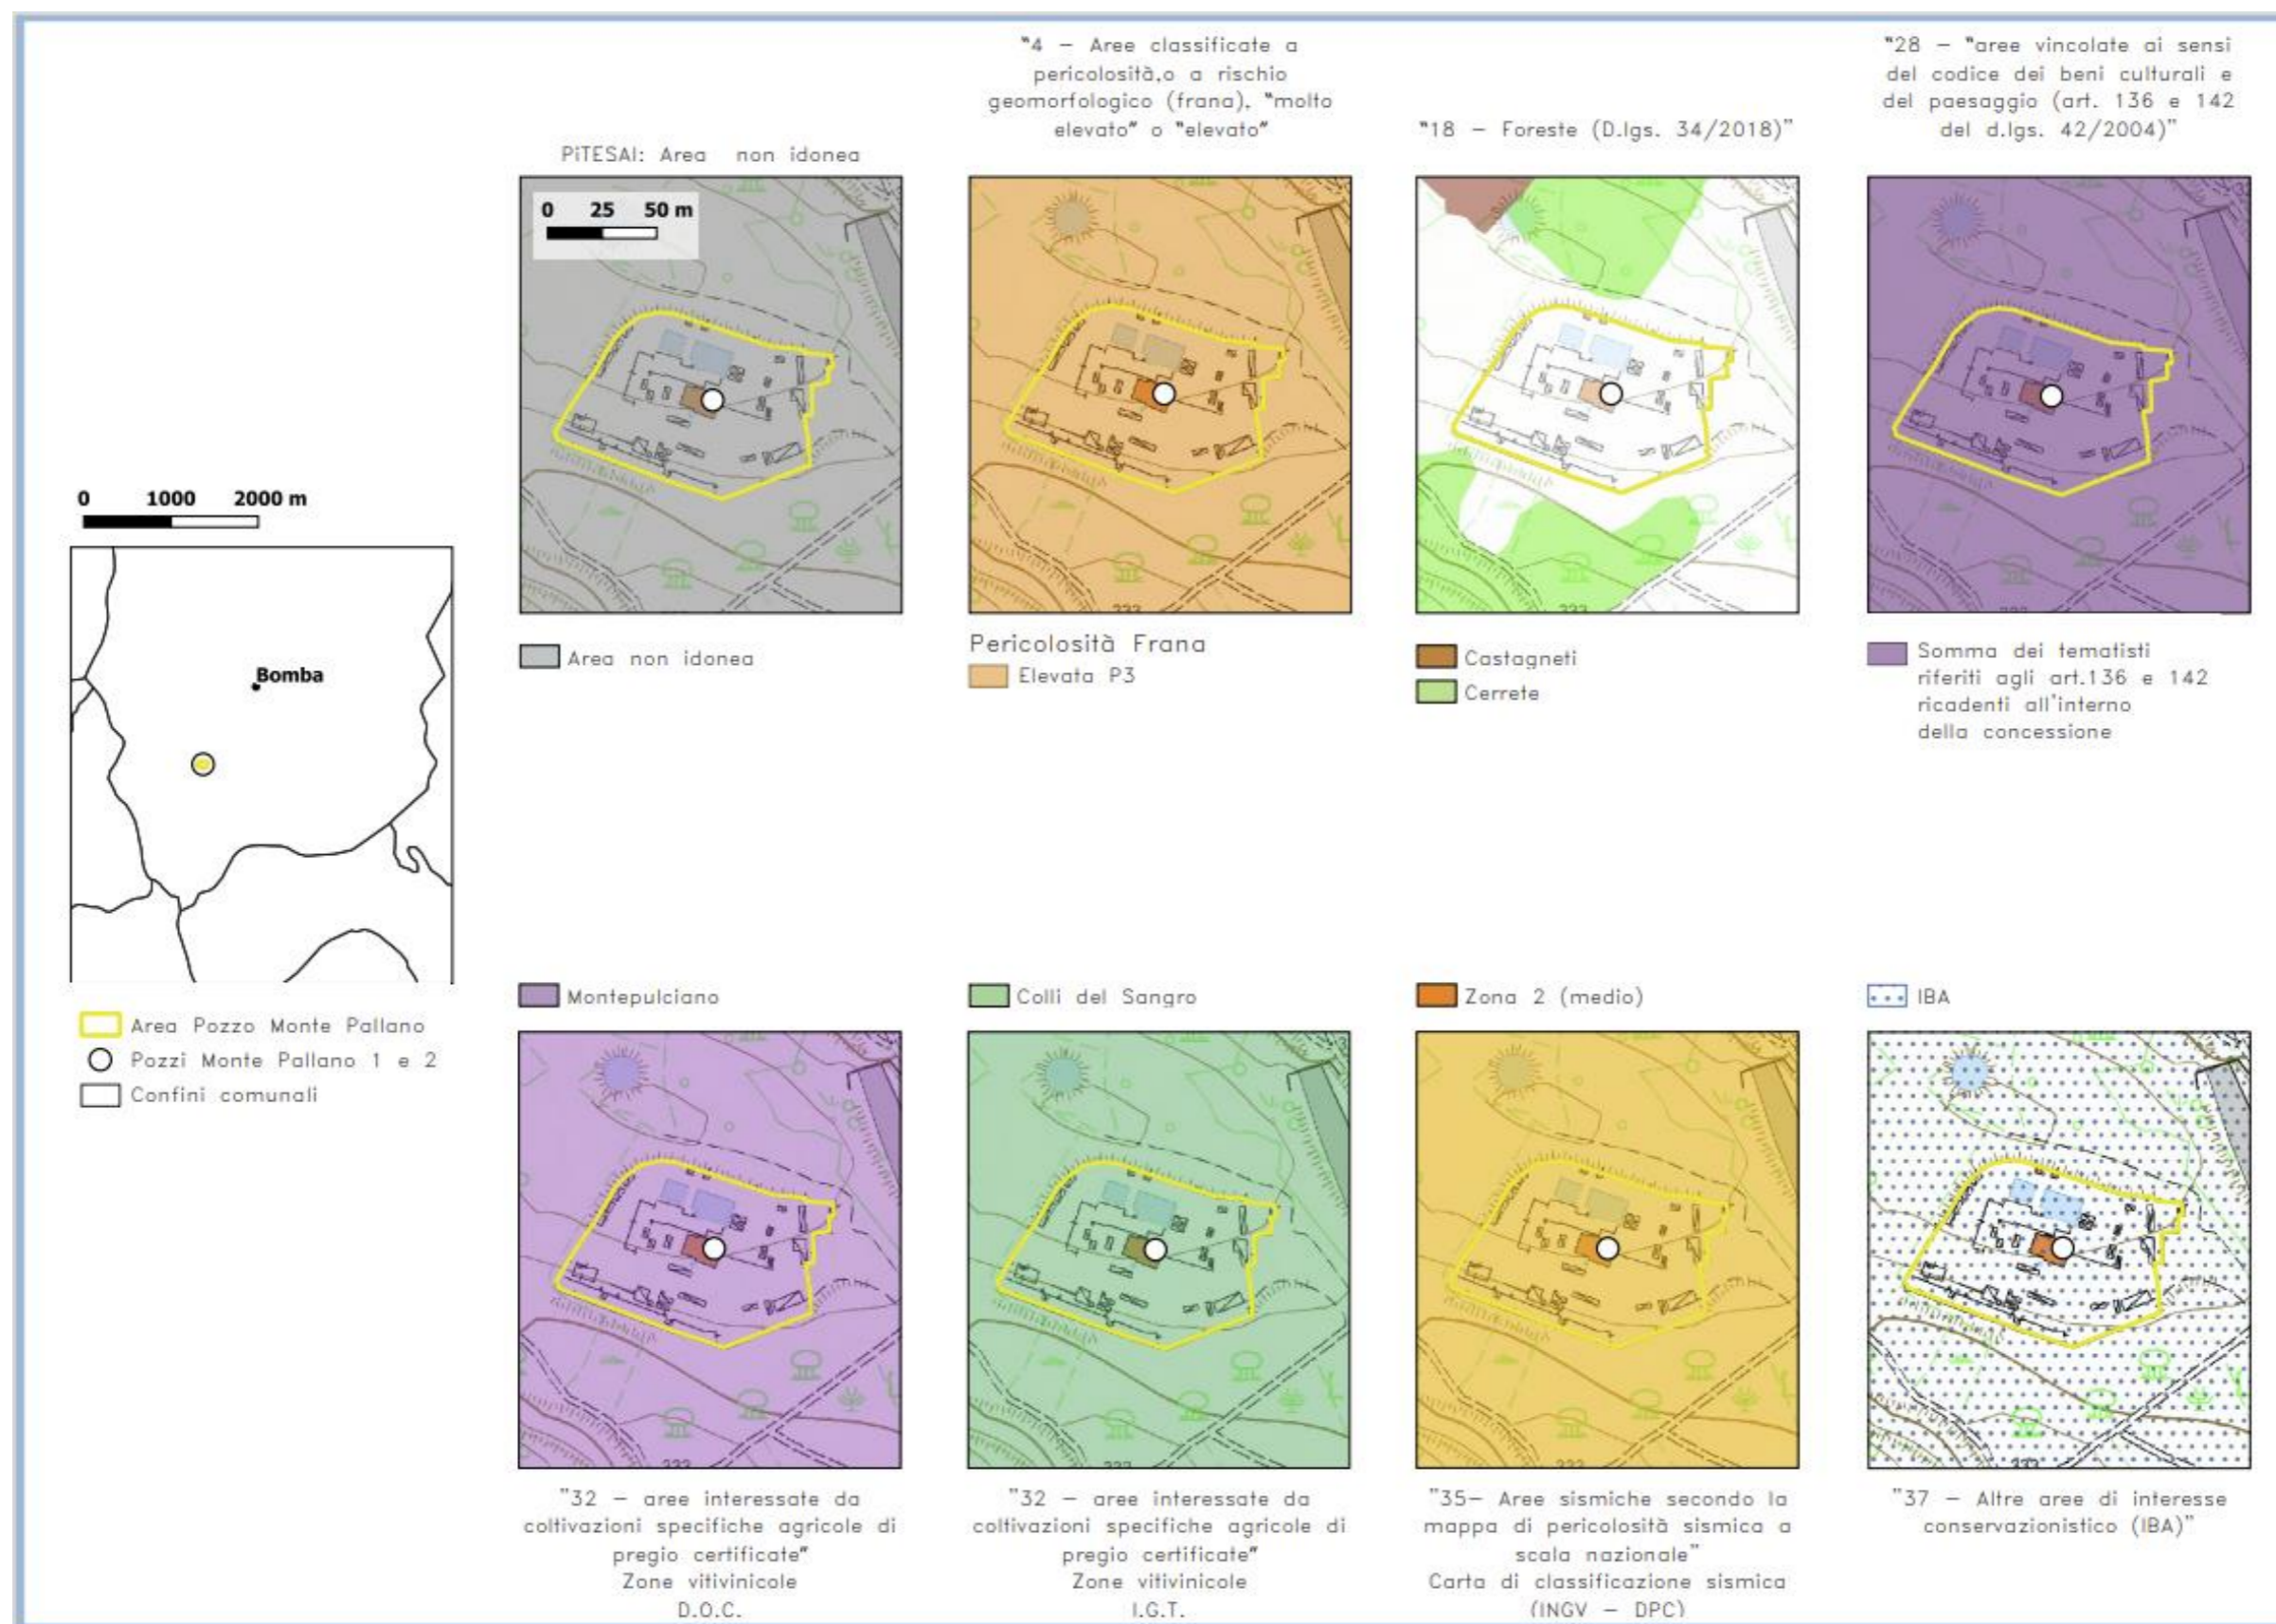 "4 – Aree classificate a
pericolosità,o a rischio
geomorfologico (frana), "molto
elevato" o "elevato"
"28 – "aree vincolate ai sensi
del codice dei beni culturali e
del paesaggio (art. 136 e 142
del d.lgs. 42/2004)"
"18 – Foreste (D.lgs. 34/2018)"
PiTESAI: Area non idonea
0 25 50 m
Area non idonea
Pericolosità Frana
Elevata P3
Castagneti
Cerrete
Somma dei tematisti
riferiti agli art.136 e 142
ricadenti all'interno
della concessione
0 1000 2000 m
Bomba
Area Pozzo Monte Pallano
Pozzi Monte Pallano 1 e 2
Confini comunali
Montepulciano
Colli del Sangro
Zona 2 (medio)
IBA
"32 – aree interessate da
coltivazioni specifiche agricole di
pregio certificate"
Zone vitivinicole
D.O.C.
"32 – aree interessate da
coltivazioni specifiche agricole di
pregio certificate"
Zone vitivinicole
I.G.T.
"35– Aree sismiche secondo la
mappa di pericolosità sismica a
scala nazionale"
Carta di classificazione sismica
(INGV – DPC)
"37 – Altre aree di interesse
conservazionistico (IBA)"